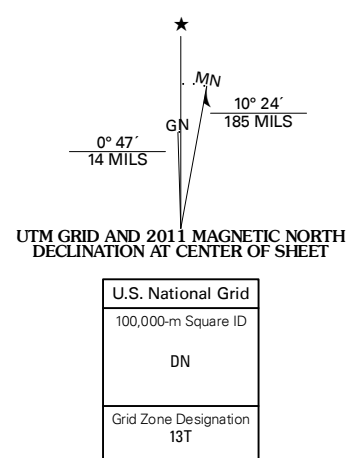 ★
MN
10° 24´
185 MILS
GN
0° 47´
14 MILS
UTM GRID AND 2011 MAGNETIC NORTH
DECLINATION AT CENTER OF SHEET
U.S. National Grid
100,000-m Square ID
DN
Grid Zone Designation
13T